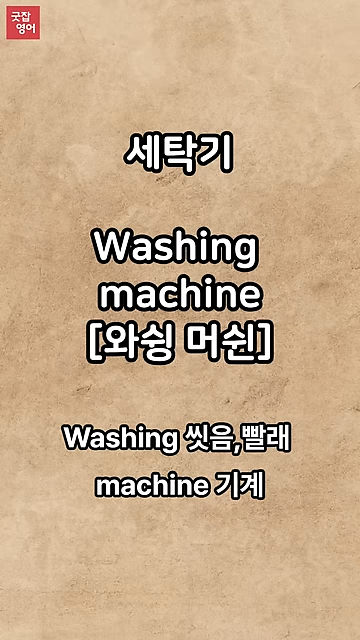 굿잡
영어
세탁기
Washing
machine
[와슁 머쉰]
Washing 씻음,빨래
machine 기계